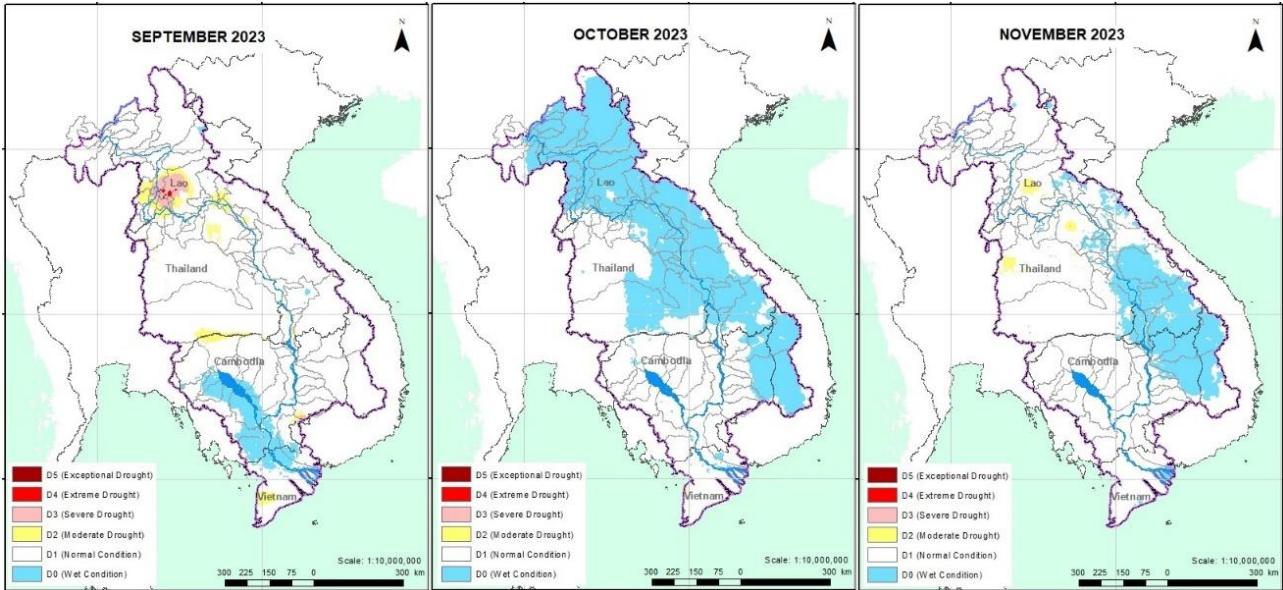 SEPTEMBER 2023
N
Lao
Thailand
Cambodia
Vietnam
D5 (Exceptional Drought)
D4 (Extreme Drought)
D3 (Severe Drought)
D2 (Moderate Drought)
D1 (Normal Condition)
D0 (Wet Condition)
Scale: 1:10,000,000
300 225 150 75 0 300 km
OCTOBER 2023
N
Lao
Thailand
Cambodia
Vietnam
D5 (Exceptional Drought)
D4 (Extreme Drought)
D3 (Severe Drought)
D2 (Moderate Drought)
D1 (Normal Condition)
D0 (Wet Condition)
Scale: 1:10,000,000
300 225 150 75 0 300 km
NOVEMBER 2023
N
Lao
Thailand
Cambodia
Vietnam
D5 (Exceptional Drought)
D4 (Extreme Drought)
D3 (Severe Drought)
D2 (Moderate Drought)
D1 (Normal Condition)
D0 (Wet Condition)
Scale: 1:10,000,000
300 225 150 75 0 300 km